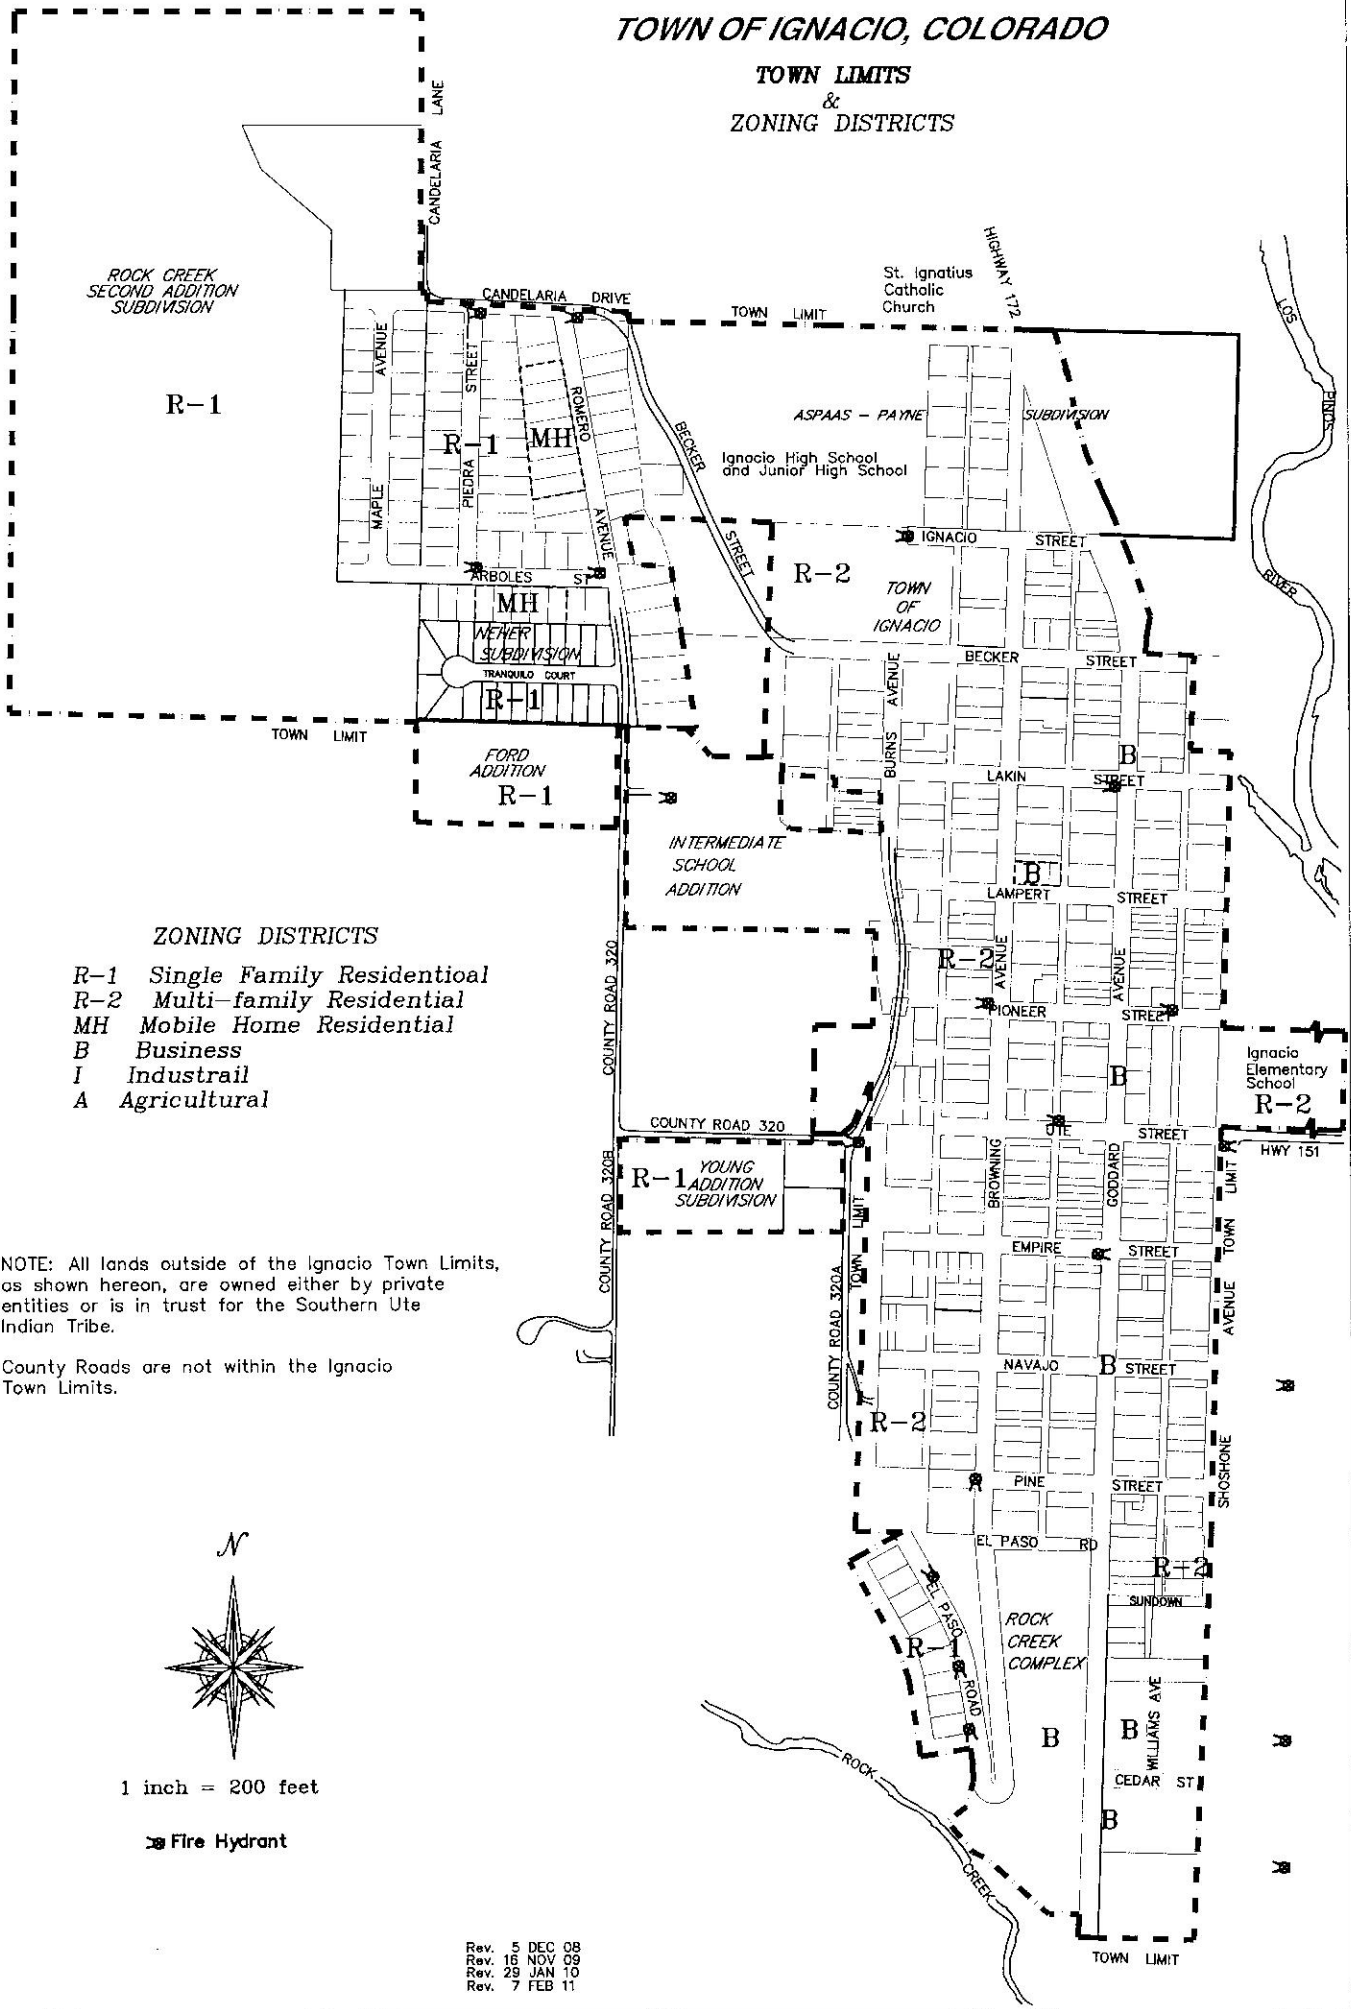 TOWN OF IGNACIO, COLORADO
TOWN LIMITS
&
ZONING DISTRICTS
CANDELARIA LANE
ROCK CREEK
SECOND ADDITION
SUBDIVISION
R-1
CANDELARIA DRIVE
TOWN LIMIT
St. Ignatius
Catholic
Church
HIGHWAY 172
LOS
PINOS
RIVER
MAPLE AVENUE
PIEDRA STREET
R-1
MH
ROMERO AVENUE
BECKER STREET
ASPAAS - PAYNE SUBDIVISION
Ignacio High School
and Junior High School
IGNACIO STREET
R-2
TOWN
OF
IGNACIO
ARBOLES ST
MH
NEHER
SUBDIVISION
TRANQUILO COURT
R-1
BECKER STREET
BURNS AVENUE
TOWN LIMIT
FORD
ADDITION
R-1
B
LAKIN STREET
INTERMEDIATE
SCHOOL
ADDITION
B
LAMPERT STREET
ZONING DISTRICTS
R-1 Single Family Residentioal
R-2 Multi-family Residential
MH Mobile Home Residential
B Business
I Industrail
A Agricultural
COUNTY ROAD 320
R-2
AVENUE
AVENUE
PIONEER STREET
B
Ignacio
Elementary
School
R-2
COUNTY ROAD 320
UTE STREET
HWY 151
R-1
YOUNG
ADDITION
SUBDIVISION
COUNTY ROAD 320B
BROWNING
GODDARD
TOWN LIMIT
TOWN LIMIT
EMPIRE STREET
NOTE: All lands outside of the Ignacio Town Limits,
as shown hereon, are owned either by private
entities or is in trust for the Southern Ute
Indian Tribe.
County Roads are not within the Ignacio
Town Limits.
COUNTY ROAD 320A
NAVAJO B STREET
R-2
SHOSHONE AVENUE
PINE STREET
EL PASO RD
R-2
SUNDOWN
EL PASO ROAD
R-1
ROCK
CREEK
COMPLEX
B
B
WILLIAMS AVE
CEDAR ST
B
ROCK
CREEK
N
1 inch = 200 feet
Fire Hydrant
TOWN LIMIT
Rev. 5 DEC 08
Rev. 16 NOV 09
Rev. 29 JAN 10
Rev. 7 FEB 11